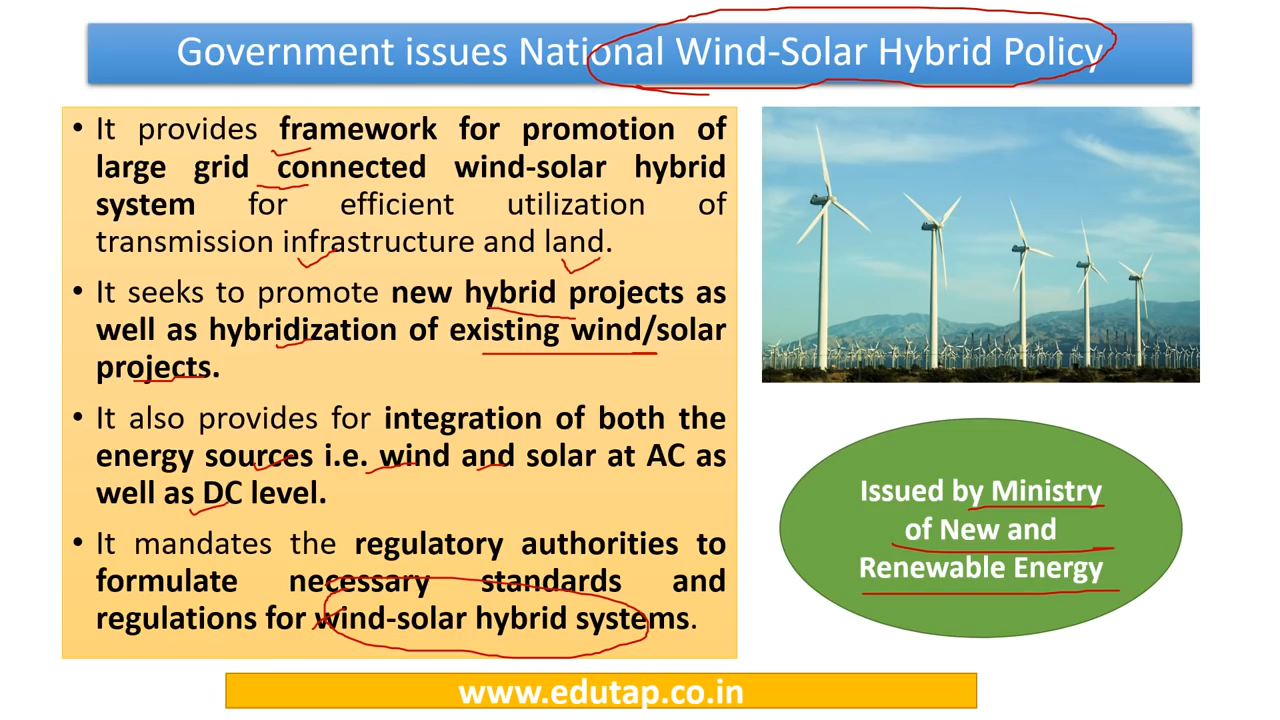 Government issues National Wind-Solar Hybrid Policy
• It provides framework for promotion of
large grid connected wind-solar hybrid
system for efficient utilization of
transmission infrastructure and land.
• It seeks to promote new hybrid projects as
well as hybridization of existing wind/solar
projects.
• It also provides for integration of both the
energy sources i.e. wind and solar at AC as
well as DC level.
• It mandates the regulatory authorities to
formulate necessary standards and
regulations for wind-solar hybrid systems.
Issued by Ministry
of New and
Renewable Energy
www.edutap.co.in